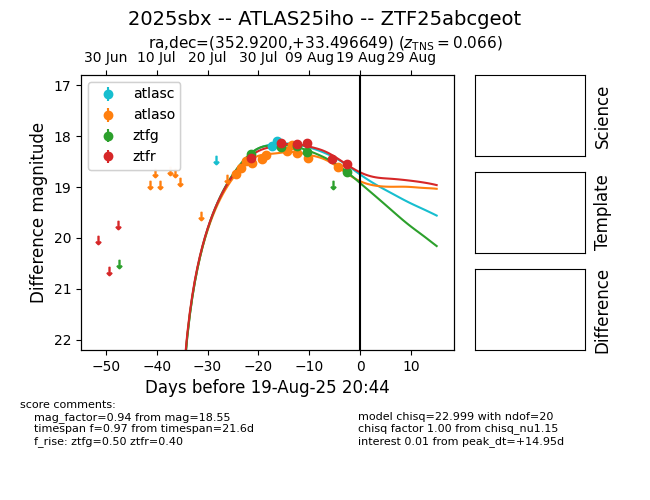 2025sbx -- ATLAS25iho -- ZTF25abcgeot
ra,dec=(352.9200,+33.496649) (zTNS = 0.066)
30 Jun 10 Jul 20 Jul 30 Jul 09 Aug 19 Aug 29 Aug
atlasc
atlaso
ztfg
ztfr
17
18
19
20
21
22
Difference magnitude
−50 −40 −30 −20 −10 0 10
Days before 19-Aug-25 20:44
Science
Template
Difference
score comments:
mag_factor=0.94 from mag=18.55
timespan f=0.97 from timespan=21.6d
f_rise: ztfg=0.50 ztfr=0.40
model chisq=22.999 with ndof=20
chisq factor 1.00 from chisq_nu1.15
interest 0.01 from peak_dt=+14.95d